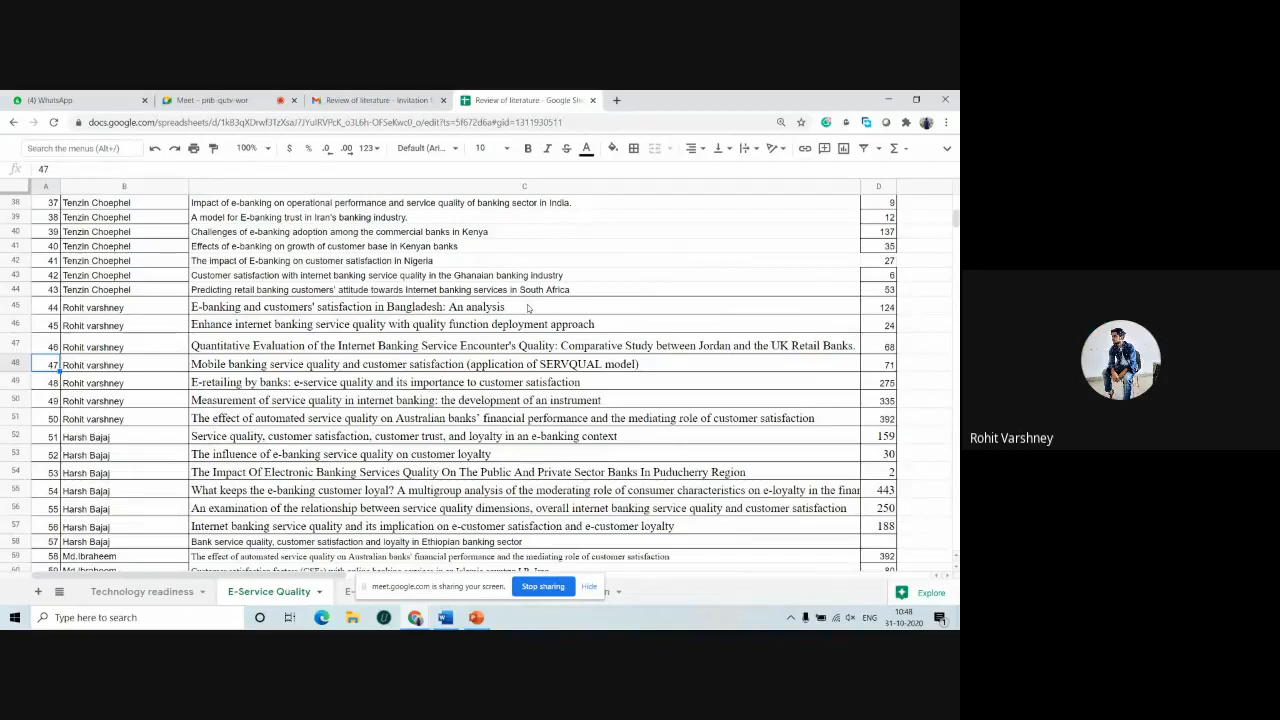 (4) WhatsApp
Meet – pnb-qutv-wor
Review of literature - Invitation
Review of literature - Google She
docs.google.com/spreadsheets/d/
Search the menus (Alt+/)
100%
$ % .0 .00 123
Default (Ari...
10
B I S A
fx 47
A B C D
38 37 Tenzin Choephel Impact of e-banking on operational performance and service quality of banking sector in India. 9
39 38 Tenzin Choephel A model for E-banking trust in Iran's banking industry. 12
40 39 Tenzin Choephel Challenges of e-banking adoption among the commercial banks in Kenya 137
41 40 Tenzin Choephel Effects of e-banking on growth of customer base in Kenyan banks 35
42 41 Tenzin Choephel The impact of E-banking on customer satisfaction in Nigeria 27
43 42 Tenzin Choephel Customer satisfaction with internet banking service quality in the Ghanaian banking industry 6
44 43 Tenzin Choephel Predicting retail banking customers' attitude towards Internet banking services in South Africa 53
45 44 Rohit varshney E-banking and customers' satisfaction in Bangladesh: An analysis 124
46 45 Rohit varshney Enhance internet banking service quality with quality function deployment approach 24
47 46 Rohit varshney Quantitative Evaluation of the Internet Banking Service Encounter's Quality: Comparative Study between Jordan and the UK Retail Banks. 68
48 47 Rohit varshney Mobile banking service quality and customer satisfaction (application of SERVQUAL model) 71
49 48 Rohit varshney E-retailing by banks: e-service quality and its importance to customer satisfaction 275
50 49 Rohit varshney Measurement of service quality in internet banking: the development of an instrument 335
51 50 Rohit varshney The effect of automated service quality on Australian banks' financial performance and the mediating role of customer satisfaction 392
52 51 Harsh Bajaj Service quality, customer satisfaction, customer trust, and loyalty in an e-banking context 159
53 52 Harsh Bajaj The influence of e-banking service quality on customer loyalty 30
54 53 Harsh Bajaj The Impact Of Electronic Banking Services Quality On The Public And Private Sector Banks In Puducherry Region 2
55 54 Harsh Bajaj What keeps the e-banking customer loyal? A multigroup analysis of the moderating role of consumer characteristics on e-loyalty in the finan 443
56 55 Harsh Bajaj An examination of the relationship between service quality dimensions, overall internet banking service quality and customer satisfaction 250
57 56 Harsh Bajaj Internet banking service quality and its implication on e-customer satisfaction and e-customer loyalty 188
58 57 Harsh Bajaj Bank service quality, customer satisfaction and loyalty in Ethiopian banking sector
59 58 Md.Ibraheem The effect of automated service quality on Australian banks' financial performance and the mediating role of customer satisfaction 392
meet.google.com is sharing your screen.
Stop sharing
Hide
Technology readiness
E-Service Quality
Explore
Type here to search
ENG
10:48
31-10-2020
Rohit Varshney